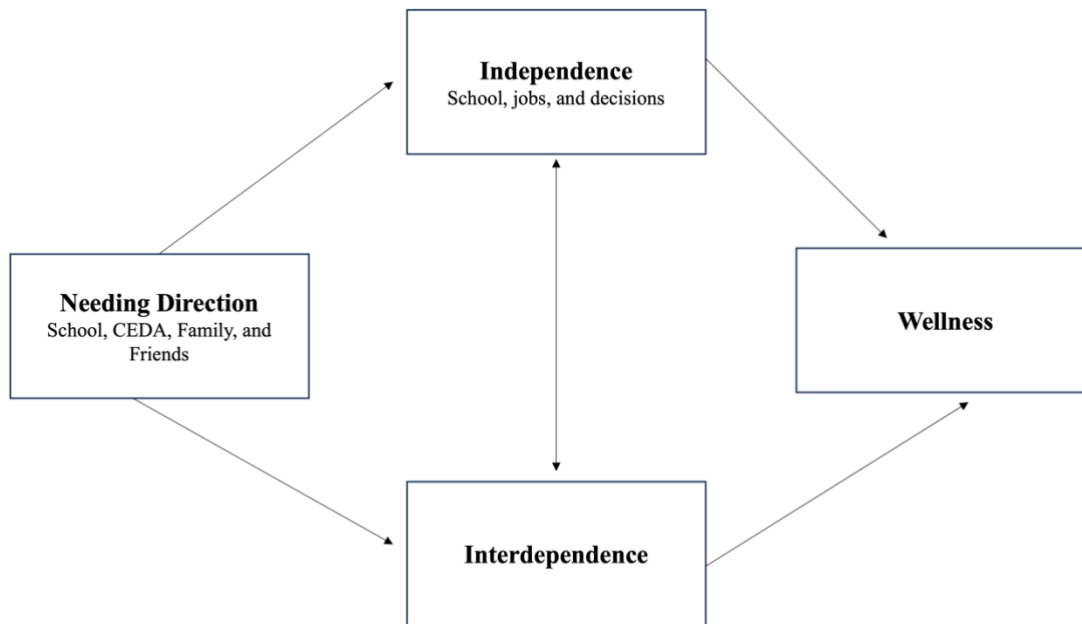 Independence
School, jobs, and decisions
Needing Direction
School, CEDA, Family, and
Friends
Wellness
Interdependence